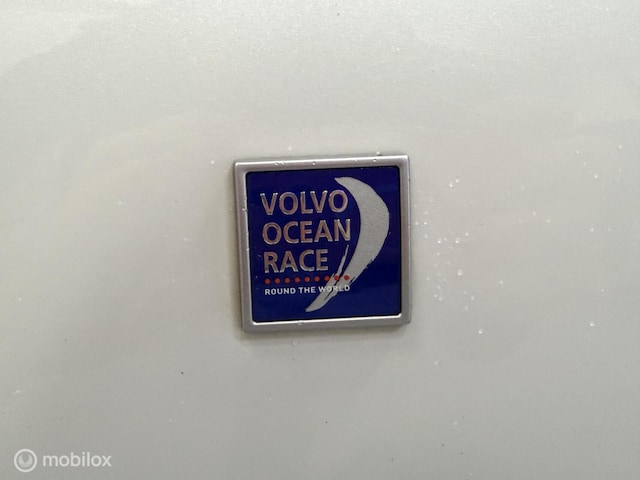 VOLVO
OCEAN
RACE
ROUND THE WORLD
mobilox